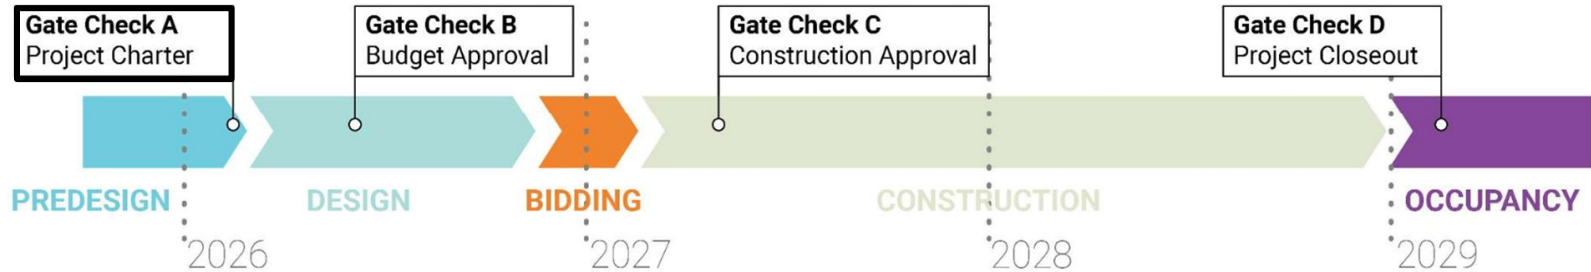 Gate Check A
Project Charter
Gate Check B
Budget Approval
Gate Check C
Construction Approval
Gate Check D
Project Closeout
PREDESIGN
DESIGN
BIDDING
CONSTRUCTION
OCCUPANCY
2026
2027
2028
2029